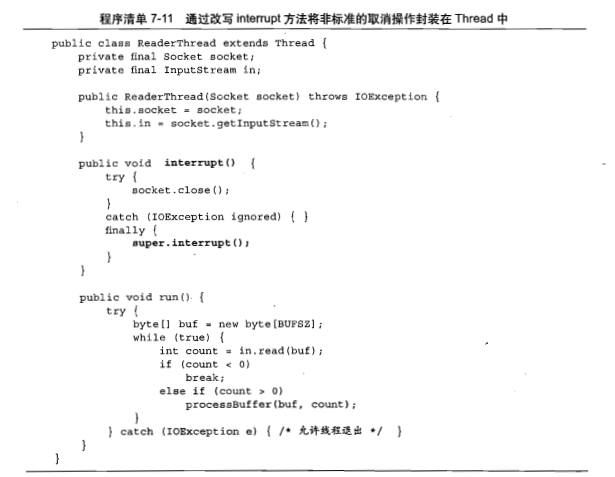 程序清单 7-11 通过改写 interrupt 方法将非标准的取消操作封装在 Thread 中
public class ReaderThread extends Thread {
    private final Socket socket;
    private final InputStream in;

    public ReaderThread(Socket socket) throws IOException {
        this.socket = socket;
        this.in = socket.getInputStream();
    }

    public void  interrupt()  {
        try {
            socket.close();
        }
        catch (IOException ignored) { }
        finally {
            super.interrupt();
        }
    }

    public void run() {
        try {
            byte[] buf = new byte[BUFSZ];
            while (true) {
                int count = in.read(buf);
                if (count < 0)
                    break;
                else if (count > 0)
                    processBuffer(buf, count);
            }
        } catch (IOException e) { /* 允许线程退出 */  }
    }
}